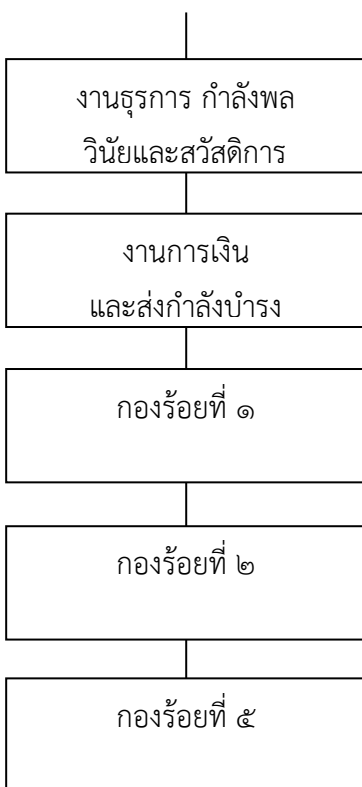 งานธุรการ กำลังพล
วินัยและสวัสดิการ
งานการเงิน
และส่งกำลังบำรุง
กองร้อยที่ ๑
กองร้อยที่ ๒
กองร้อยที่ ๕